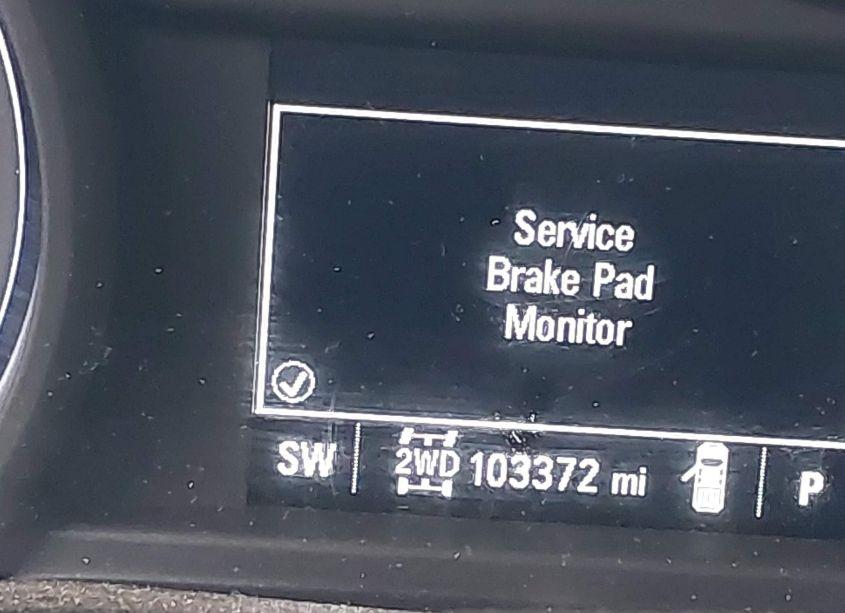 Service
Brake Pad
Monitor
SW 2WD 103372 mi P